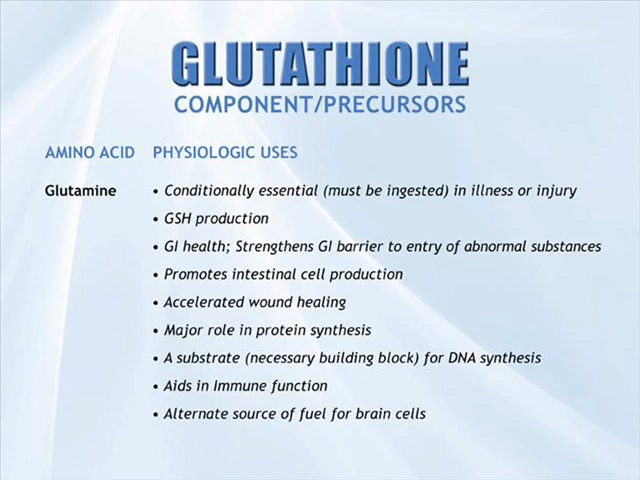 GLUTATHIONE
COMPONENT/PRECURSORS
AMINO ACID PHYSIOLOGIC USES
Glutamine • Conditionally essential (must be ingested) in illness or injury
• GSH production
• GI health; Strengthens GI barrier to entry of abnormal substances
• Promotes intestinal cell production
• Accelerated wound healing
• Major role in protein synthesis
• A substrate (necessary building block) for DNA synthesis
• Aids in Immune function
• Alternate source of fuel for brain cells